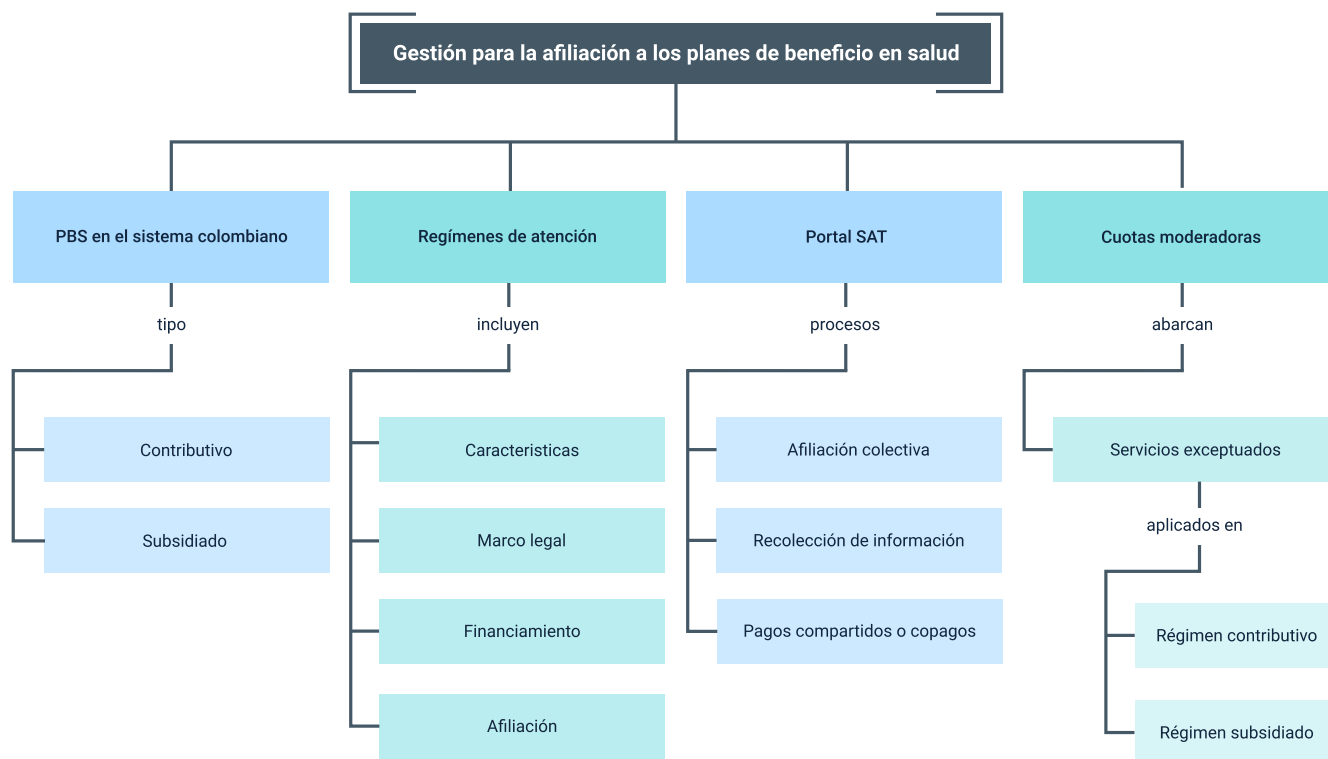 Gestión para la afiliación a los planes de beneficio en salud
PBS en el sistema colombiano
Regímenes de atención
Portal SAT
Cuotas moderadoras
tipo
incluyen
procesos
abarcan
Contributivo
Subsidiado
Caracteristicas
Marco legal
Financiamiento
Afiliación
Afiliación colectiva
Recolección de información
Pagos compartidos o copagos
Servicios exceptuados
aplicados en
Régimen contributivo
Régimen subsidiado